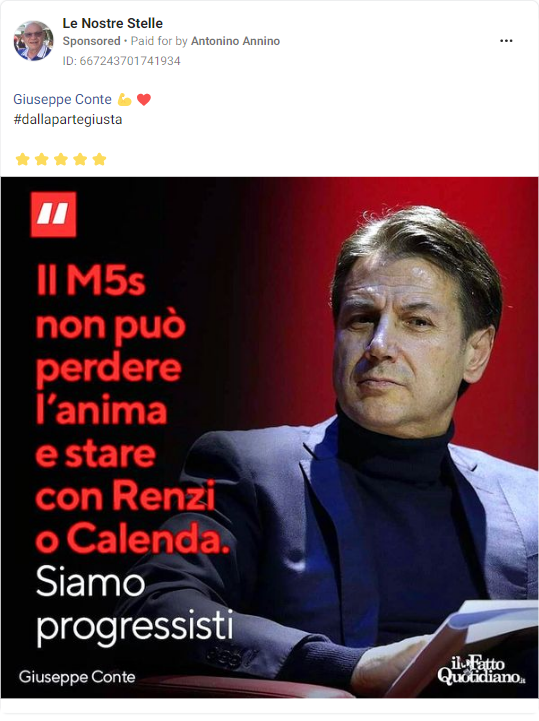 Le Nostre Stelle
Sponsored • Paid for by Antonino Annino
ID: 667243701741934
Giuseppe Conte 💪 ❤️
#dallapartegiusta
⭐⭐⭐⭐⭐
Il M5s
non può
perdere
l'anima
e stare
con Renzi
o Calenda.
Siamo
progressisti
Giuseppe Conte
il Fatto
Quotidiano.it